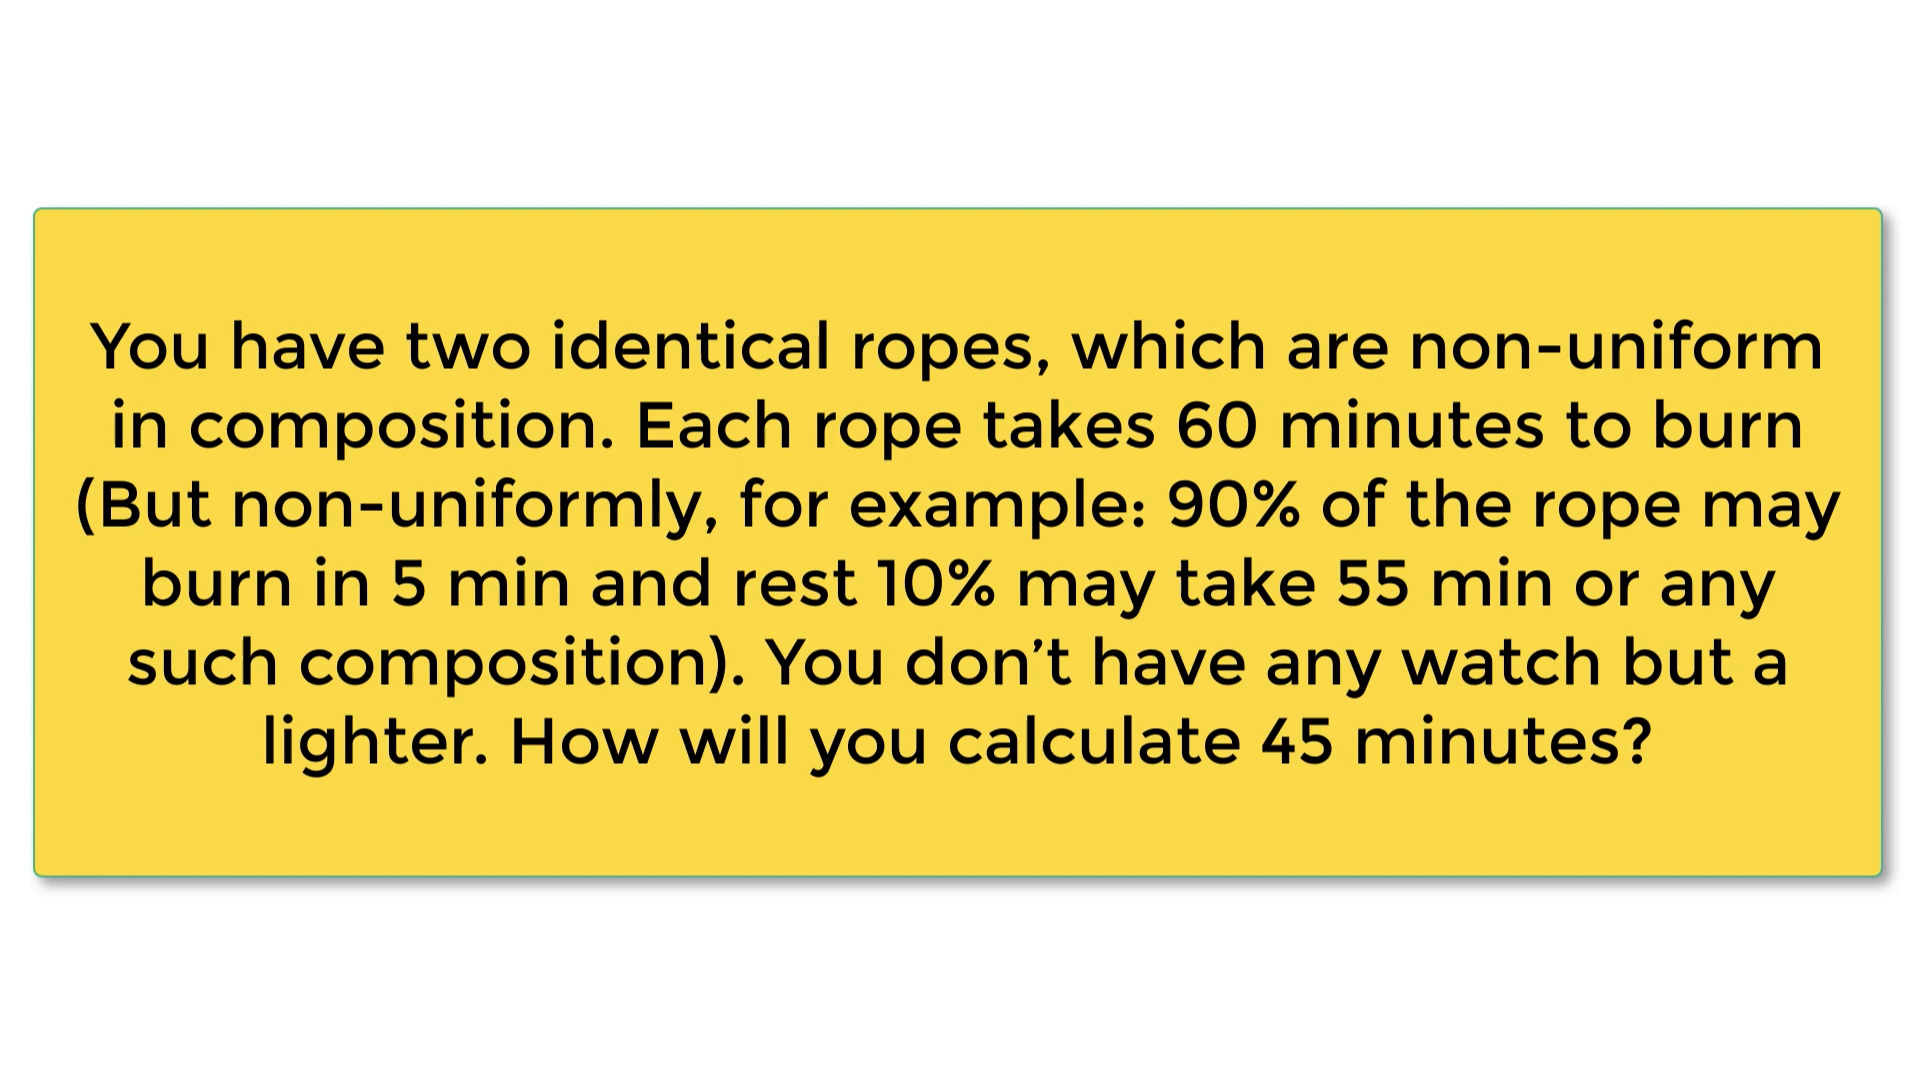 You have two identical ropes, which are non-uniform
in composition. Each rope takes 60 minutes to burn
(But non-uniformly, for example: 90% of the rope may
burn in 5 min and rest 10% may take 55 min or any
such composition). You don’t have any watch but a
lighter. How will you calculate 45 minutes?